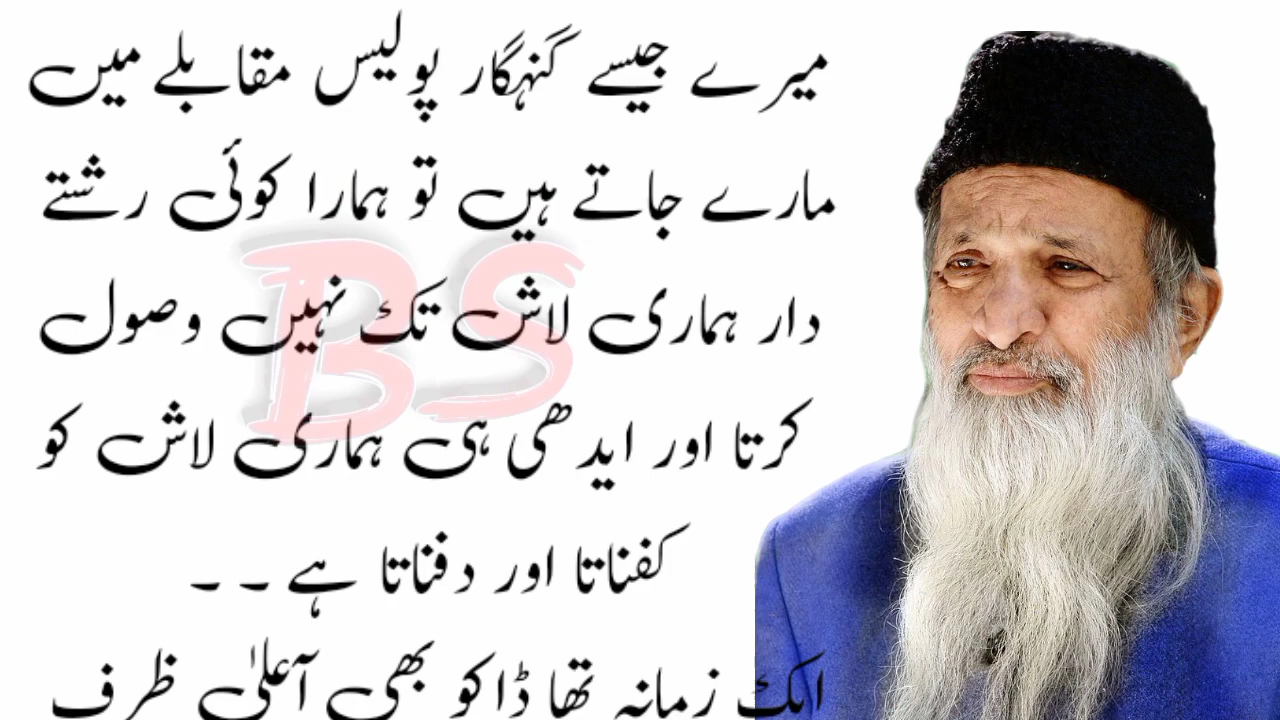 میرے جیسے گنہگار پولیس مقابلے میں
مارے جاتے ہیں تو ہمارا کوئی رشتے
دار ہماری لاش تک نہیں وصول
کرتا اور ایدھی ہی ہماری لاش کو
کفناتا اور دفناتا ہے ۔ ۔
ایک زمانہ تھا ڈاکو بھی آعلیٰ ظرف
BS